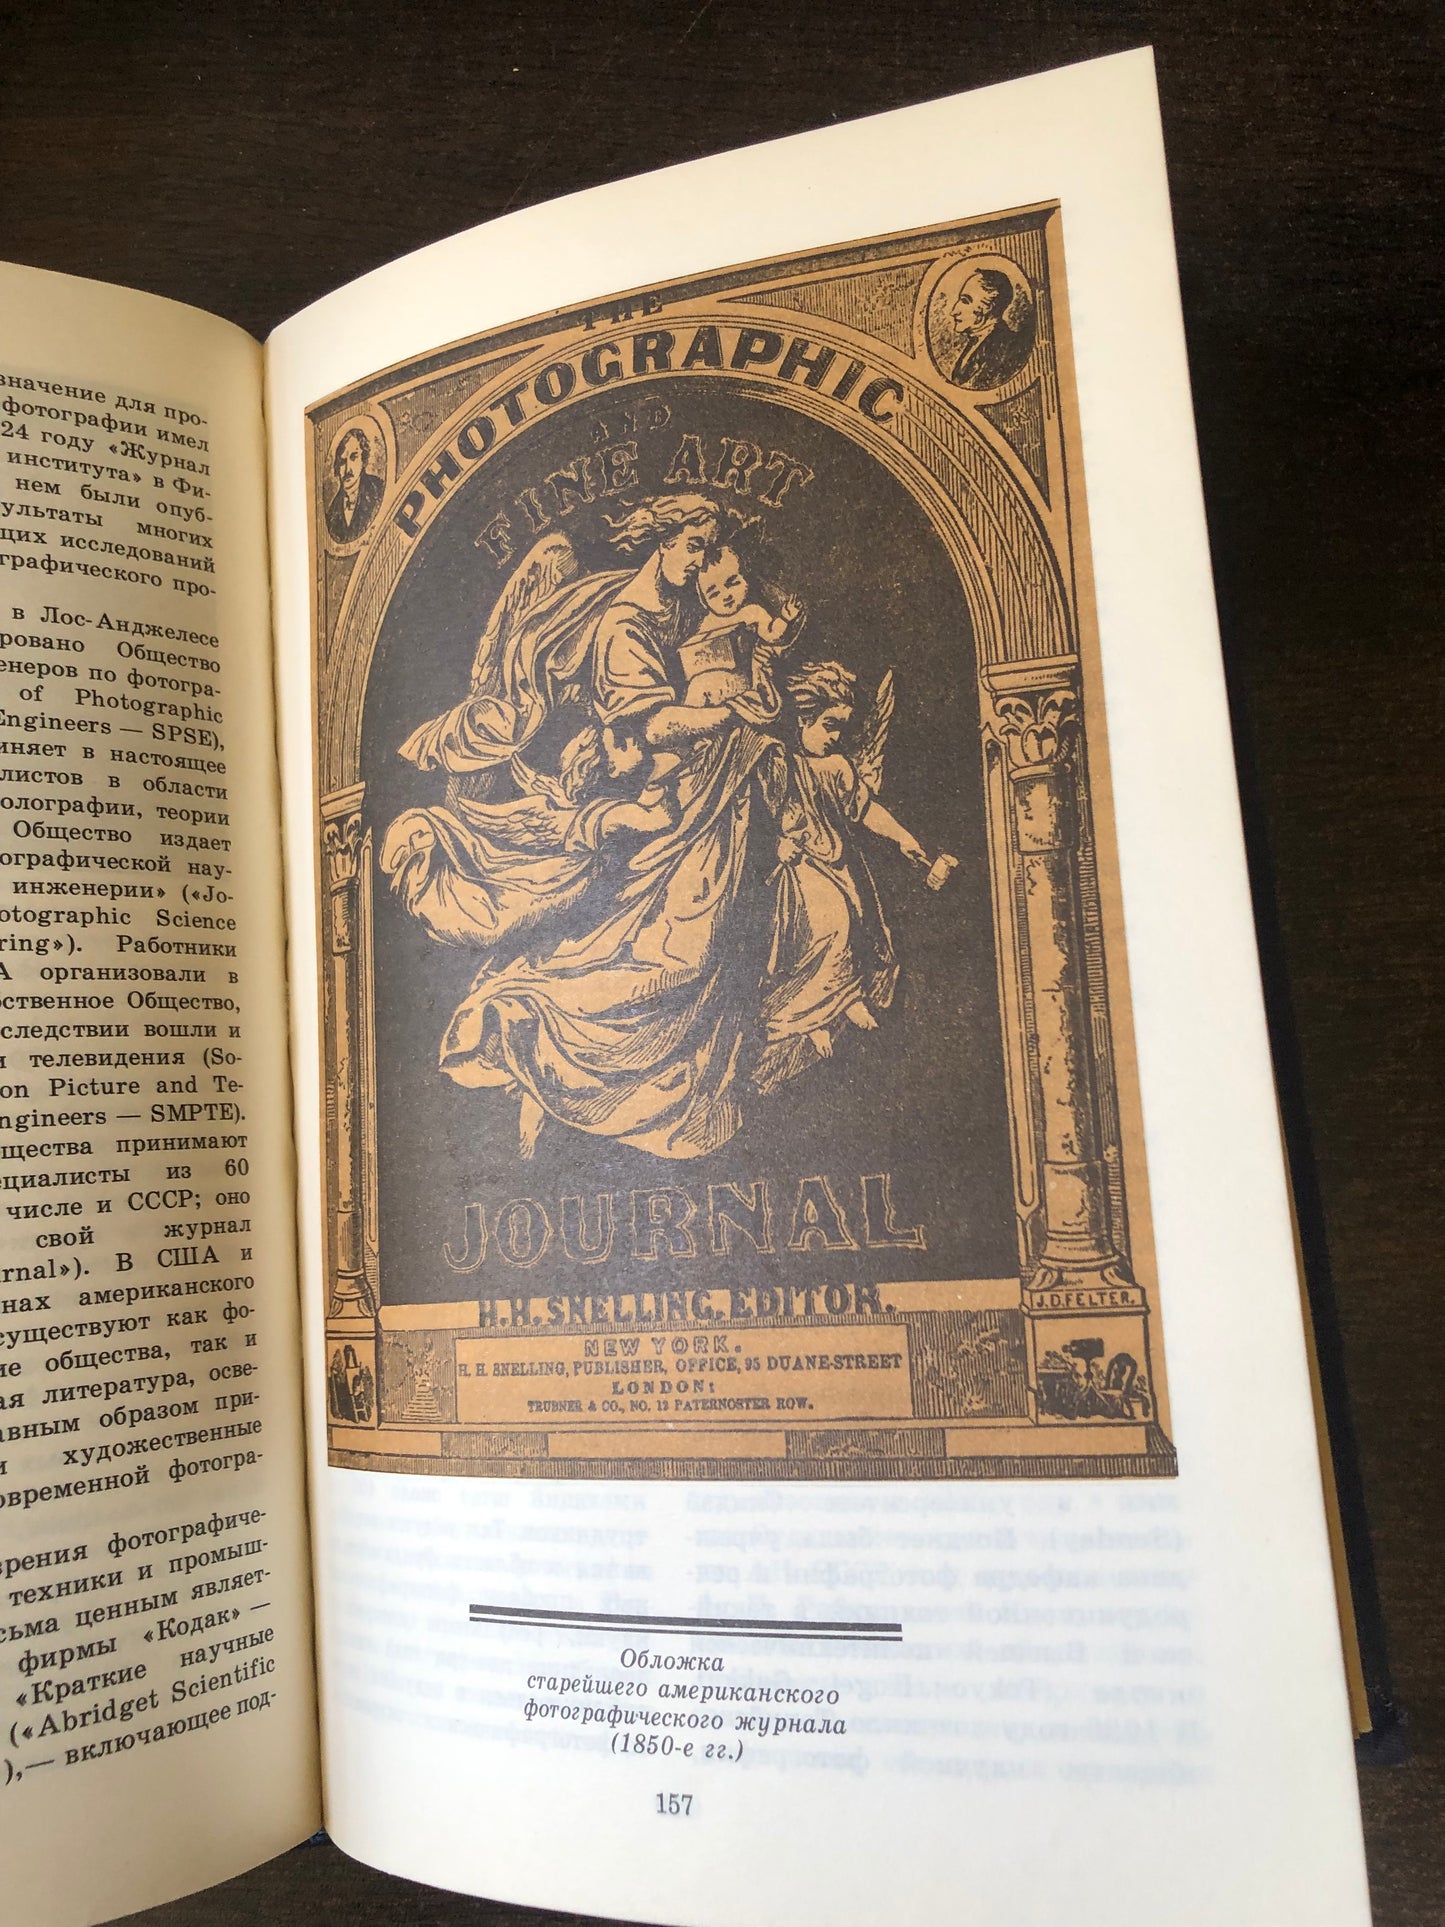 значение для про-
фотографии имел
24 году «Журнал
института» в Фи-
нем были опуб-
ультаты многих
щих исследований
графического про-
в Лос-Анджелесе
ровано Общество
енеров по фотогра-
of Photographic
Engineers — SPSE),
иняет в настоящее
листов в области
олографии, теории
Общество издает
ографической нау-
инженерии» («Jo-
otographic Science
ring»). Работники
А организовали в
бственное Общество,
следствии вошли и
и телевидения (So-
on Picture and Te-
ngineers — SMPTE).
щества принимают
ециалисты из 60
числе и СССР; оно
свой журнал
rnal»). В США и
нах американского
существуют как фо-
ие общества, так и
ая литература, осве-
авным образом при-
и художественные
овременной фотогра-
зрения фотографиче-
техники и промыш-
сьма ценным являет-
фирмы «Кодак» —
«Краткие научные
(«Abridget Scientific
),— включающее под-
THE
PHOTOGRAPHIC
AND
FINE ART
JOURNAL
H.H. SNELLING, EDITOR.
J.D. FELTER.
NEW YORK.
H. H. SNELLING, PUBLISHER, OFFICE, 95 DUANE-STREET
LONDON:
TRUBNER & CO., NO. 12 PATERNOSTER ROW.
Обложка
старейшего американского
фотографического журнала
(1850-е гг.)
157